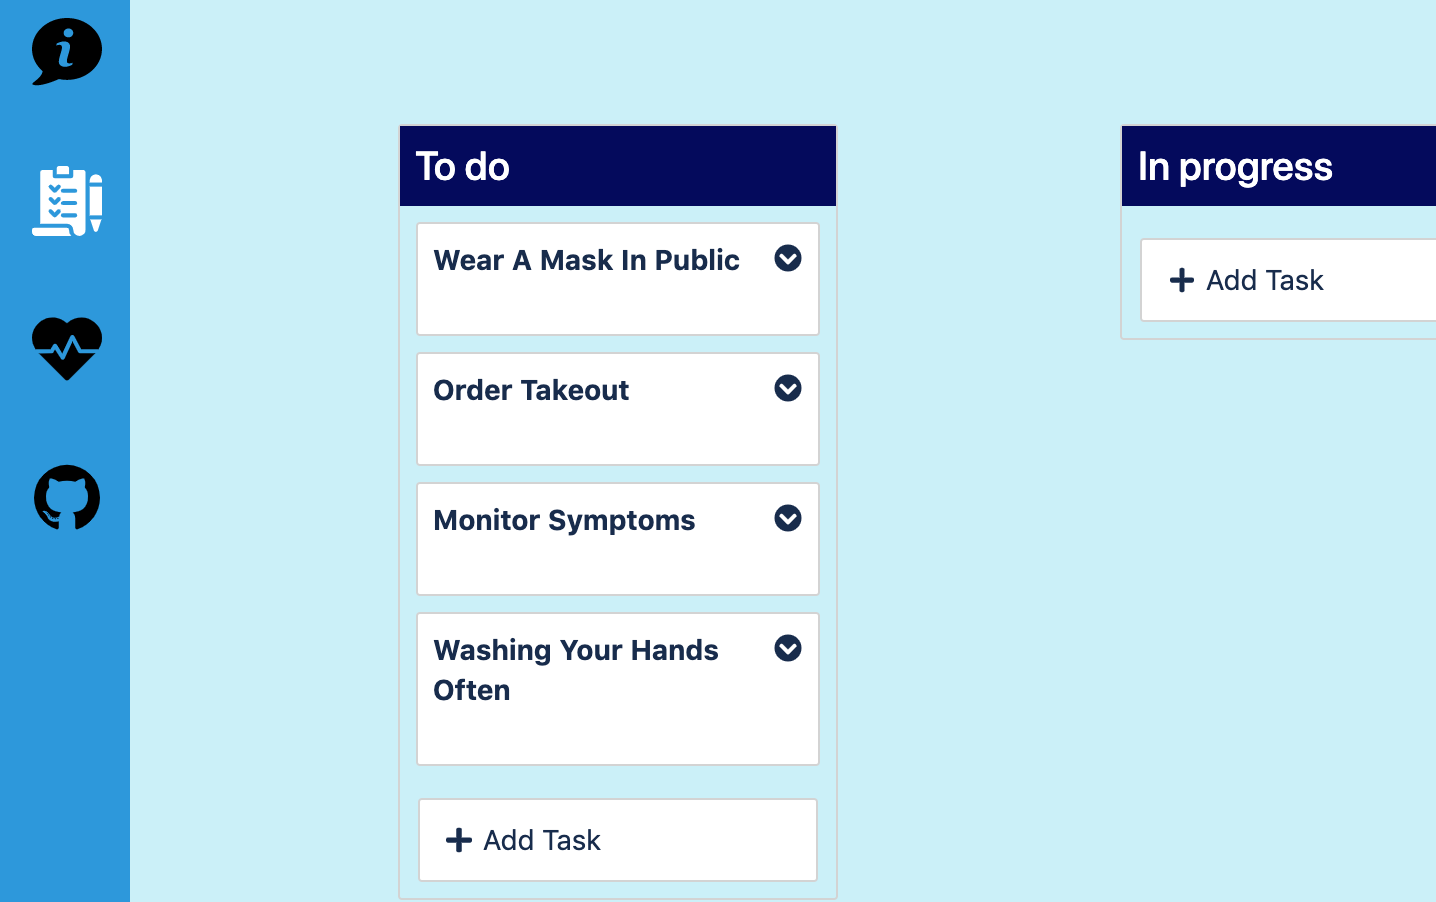 To do
Wear A Mask In Public
Order Takeout
Monitor Symptoms
Washing Your Hands
Often
Add Task
In progress
Add Task